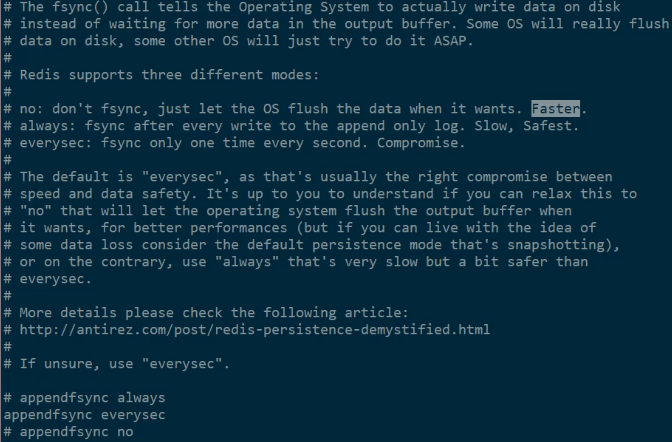 # The fsync() call tells the Operating System to actually write data on disk
# instead of waiting for more data in the output buffer. Some OS will really flush
# data on disk, some other OS will just try to do it ASAP.
#
# Redis supports three different modes:
#
# no: don't fsync, just let the OS flush the data when it wants. Faster.
# always: fsync after every write to the append only log. Slow, Safest.
# everysec: fsync only one time every second. Compromise.
#
# The default is "everysec", as that's usually the right compromise between
# speed and data safety. It's up to you to understand if you can relax this to
# "no" that will let the operating system flush the output buffer when
# it wants, for better performances (but if you can live with the idea of
# some data loss consider the default persistence mode that's snapshotting),
# or on the contrary, use "always" that's very slow but a bit safer than
# everysec.
#
# More details please check the following article:
# http://antirez.com/post/redis-persistence-demystified.html
#
# If unsure, use "everysec".

# appendfsync always
appendfsync everysec
# appendfsync no